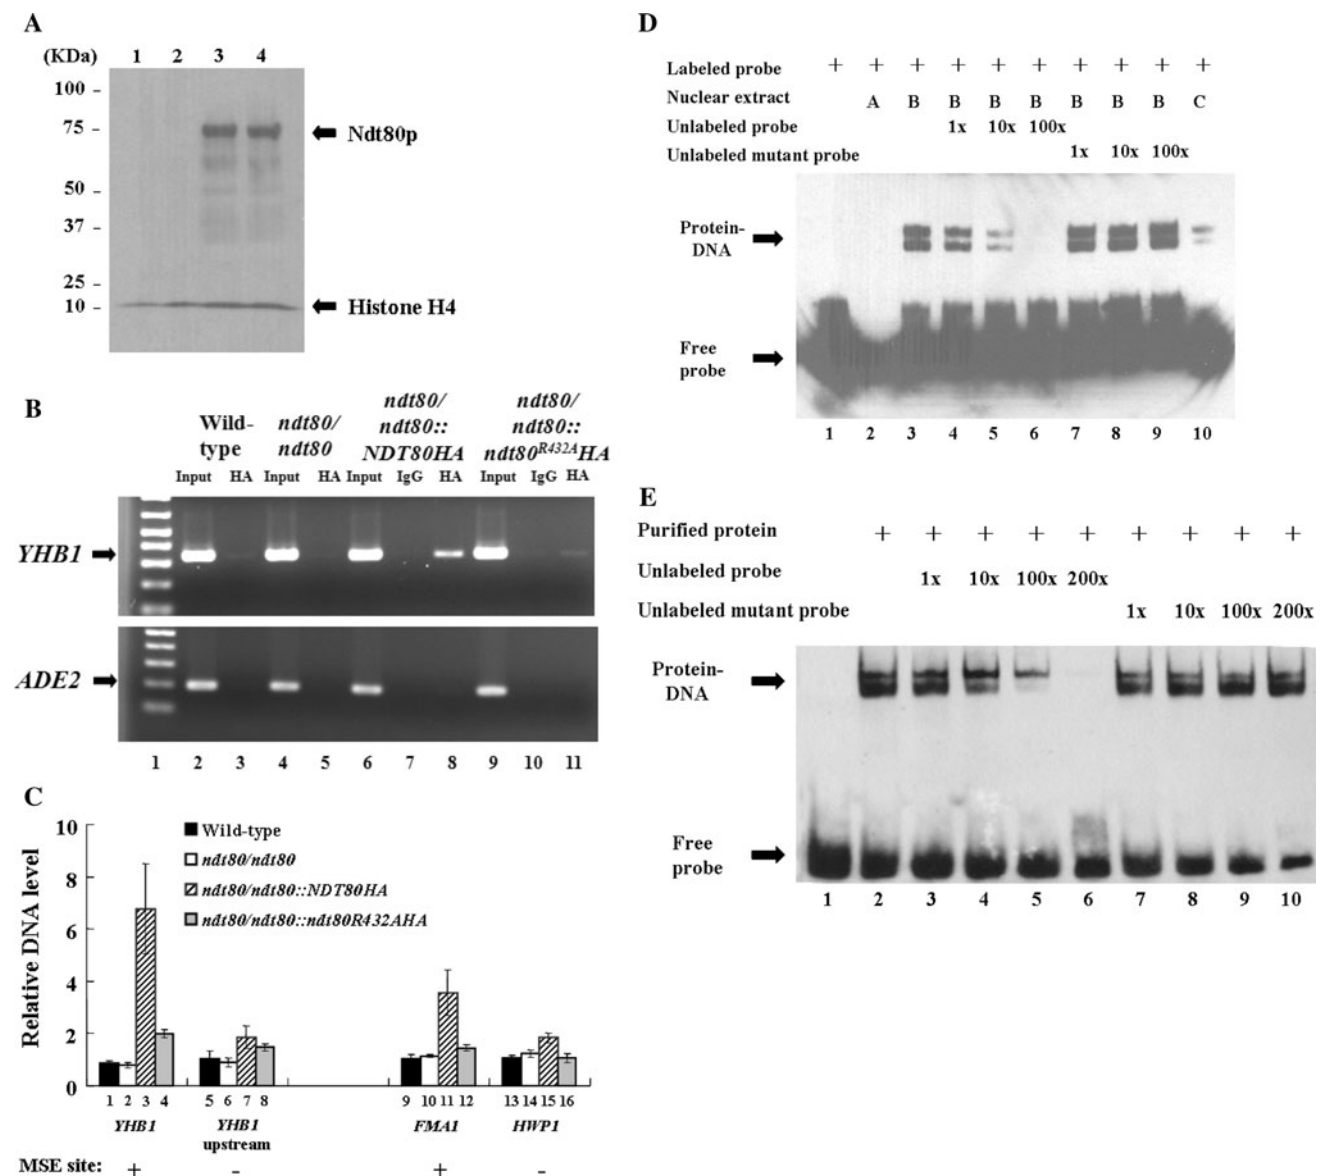 A
(KDa) 1 2 3 4
100 -
75 -
Ndt80p
50 -
37 -
25 -
10 -
Histone H4
B
Wild-type
ndt80/ndt80
ndt80/ndt80::NDT80HA
ndt80/ndt80::ndt80R432AHA
Input HA Input HA Input IgG HA Input IgG HA
YHB1
ADE2
1 2 3 4 5 6 7 8 9 10 11
C
Relative DNA level
10
8
6
4
2
0
Wild-type
ndt80/ndt80
ndt80/ndt80::NDT80HA
ndt80/ndt80::ndt80R432AHA
1 2 3 4 5 6 7 8 9 10 11 12 13 14 15 16
YHB1 YHB1 upstream FMA1 HWP1
MSE site: + - + -
D
Labeled probe + + + + + + + + + +
Nuclear extract A B B B B B B B C
Unlabeled probe 1x 10x 100x
Unlabeled mutant probe 1x 10x 100x
Protein-
DNA
Free
probe
1 2 3 4 5 6 7 8 9 10
E
Purified protein + + + + + + + + +
Unlabeled probe 1x 10x 100x 200x
Unlabeled mutant probe 1x 10x 100x 200x
Protein-
DNA
Free
probe
1 2 3 4 5 6 7 8 9 10